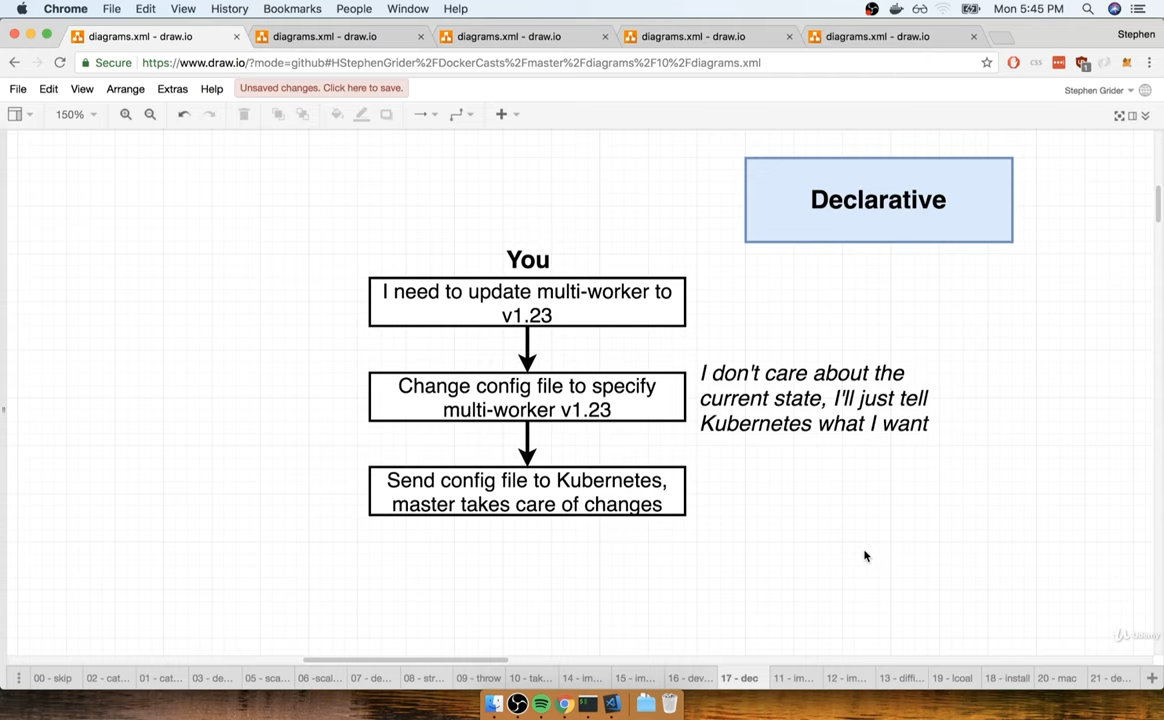 Chrome File Edit View History Bookmarks People Window Help Mon 5:45 PM
diagrams.xml - draw.io diagrams.xml - draw.io diagrams.xml - draw.io diagrams.xml - draw.io diagrams.xml - draw.io Stephen
Secure https://www.draw.io/?mode=github#HStephenGrider%2FDockerCasts%2Fmaster%2Fdiagrams%2F10%2Fdiagrams.xml css 1
File Edit View Arrange Extras Help Unsaved changes. Click here to save. Stephen Grider
150%
Declarative
You
I need to update multi-worker to
v1.23
Change config file to specify
multi-worker v1.23
I don't care about the
current state, I'll just tell
Kubernetes what I want
Send config file to Kubernetes,
master takes care of changes
Udemy
00 - skip 02 - cat... 01 - cat... 03 - de... 05 - sca... 06 -scal... 07 - de... 08 - str... 09 - throw 10 - tak... 14 - im... 15 - im... 16 - dev... 17 - dec 11 - im... 12 - im... 13 - diffi... 19 - local 18 - install 20 - mac 21 - de...